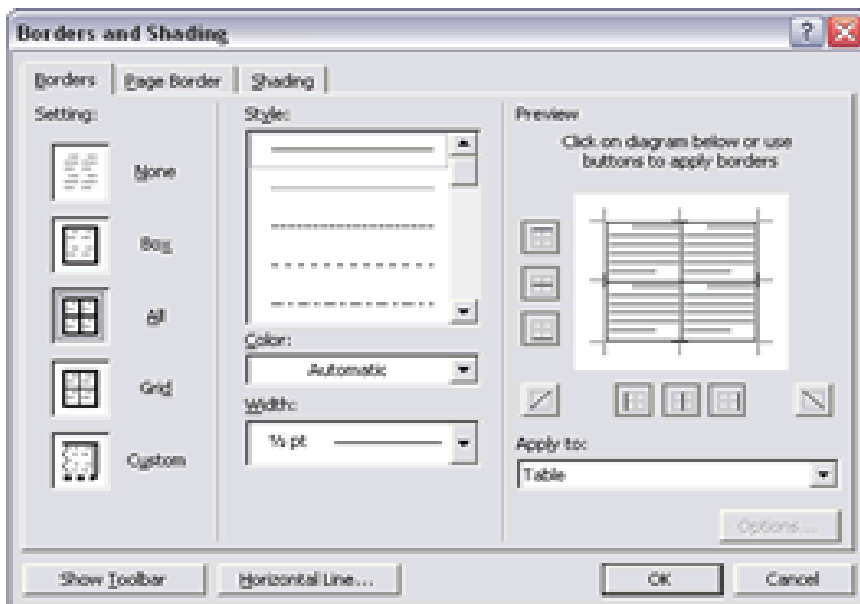 Borders and Shading
Borders
Page Border
Shading
Setting:
None
Box
All
Grid
Custom
Style:
Color:
Automatic
Width:
½ pt
Preview
Click on diagram below or use
buttons to apply borders
Apply to:
Table
Options...
Show Toolbar
Horizontal Line...
OK
Cancel